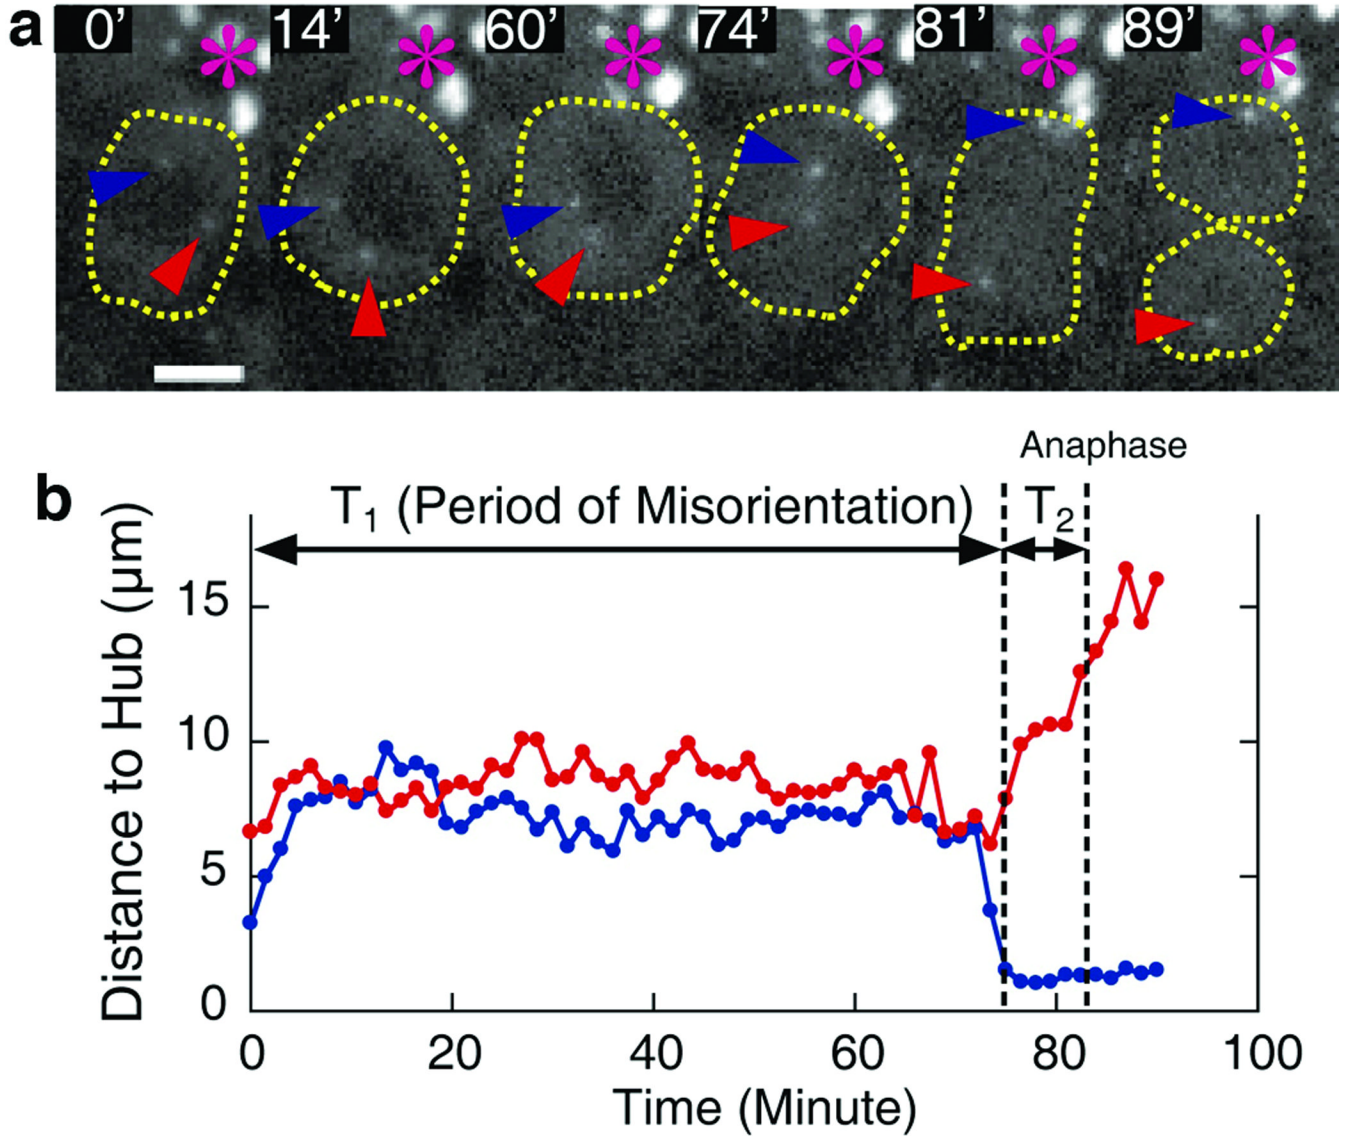 a 0’ 14’ 60’ 74’ 81’ 89’
Anaphase
b T₁ (Period of Misorientation) T₂
Distance to Hub (μm)
15
10
5
0
0 20 40 60 80 100
Time (Minute)